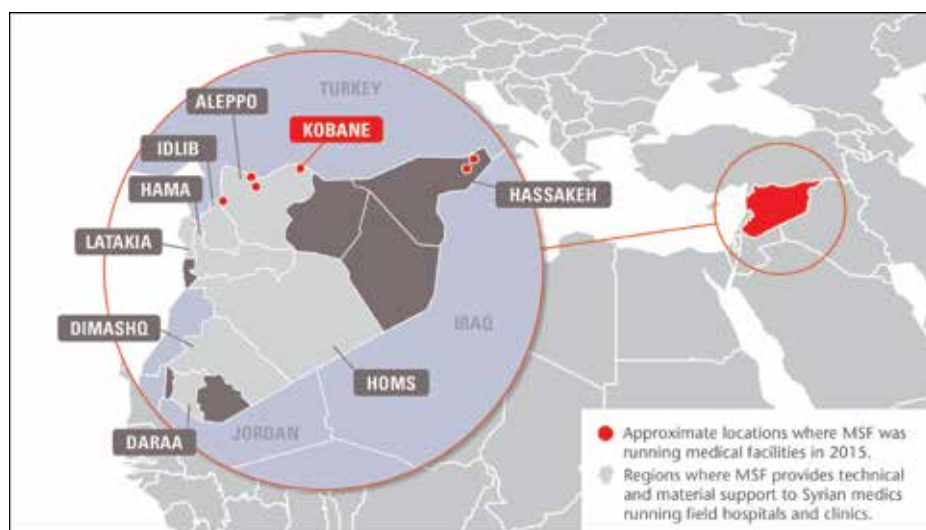 TURKEY
ALEPPO
KOBANE
IDLIB
HAMA
HASSAKEH
LATAKIA
DIMASHQ
IRAQ
HOMS
DARAA
JORDAN
Approximate locations where MSF was
running medical facilities in 2015.
Regions where MSF provides technical
and material support to Syrian medics
running field hospitals and clinics.